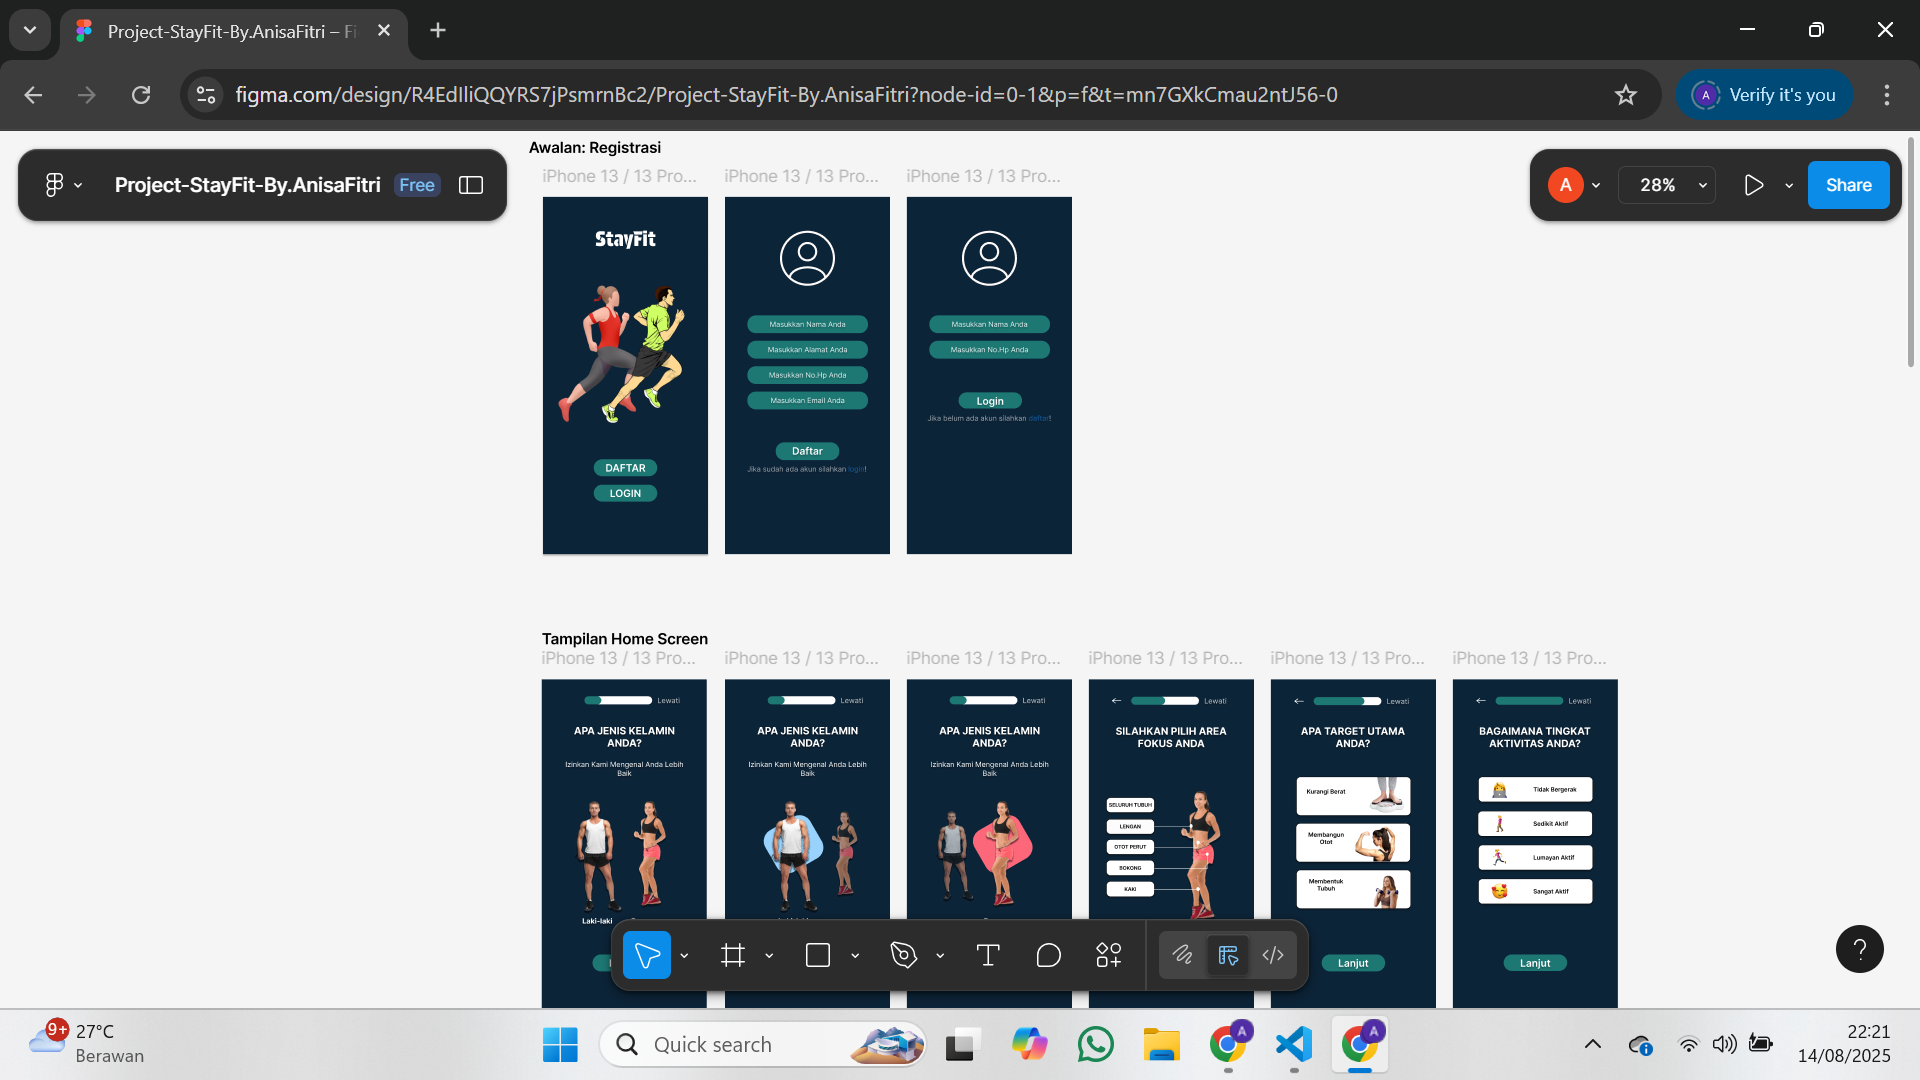 Project-StayFit-By.AnisaFitri – Fi
figma.com/design/R4EdIliQQYRS7jPsmrnBc2/Project-StayFit-By.AnisaFitri?node-id=0-1&p=f&t=mn7GXkCmau2ntJ56-0
A
Verify it's you
Project-StayFit-By.AnisaFitri
Free
A
28%
Share
Awalan: Registrasi
iPhone 13 / 13 Pro...
iPhone 13 / 13 Pro...
iPhone 13 / 13 Pro...
StayFit
DAFTAR
LOGIN
Masukkan Nama Anda
Masukkan Alamat Anda
Masukkan No.Hp Anda
Masukkan Email Anda
Daftar
Jika sudah ada akun silahkan login!
Masukkan Nama Anda
Masukkan No.Hp Anda
Login
Jika belum ada akun silahkan daftar!
Tampilan Home Screen
iPhone 13 / 13 Pro...
iPhone 13 / 13 Pro...
iPhone 13 / 13 Pro...
iPhone 13 / 13 Pro...
iPhone 13 / 13 Pro...
iPhone 13 / 13 Pro...
Lewati
APA JENIS KELAMIN
ANDA?
Izinkan Kami Mengenal Anda Lebih
Baik
Laki-laki
Lewati
APA JENIS KELAMIN
ANDA?
Izinkan Kami Mengenal Anda Lebih
Baik
Lewati
APA JENIS KELAMIN
ANDA?
Izinkan Kami Mengenal Anda Lebih
Baik
Lewati
SILAHKAN PILIH AREA
FOKUS ANDA
SELURUH TUBUH
LENGAN
OTOT PERUT
BOKONG
KAKI
Lewati
APA TARGET UTAMA
ANDA?
Kurangi Berat
Membangun
Otot
Membentuk
Tubuh
Lanjut
Lewati
BAGAIMANA TINGKAT
AKTIVITAS ANDA?
Tidak Bergerak
Sedikit Aktif
Lumayan Aktif
Sangat Aktif
Lanjut
?
9+
27°C
Berawan
Quick search
A
A
22:21
14/08/2025